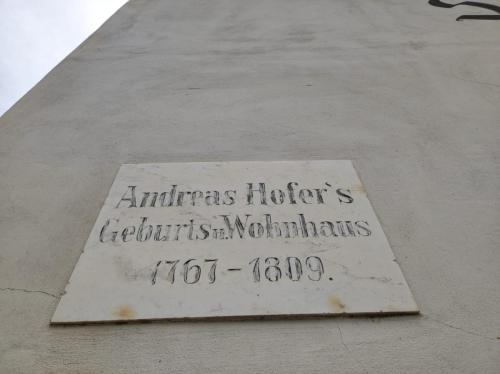 Andreas Hofer`s
Geburts u. Wohnhaus
1767 - 1809.